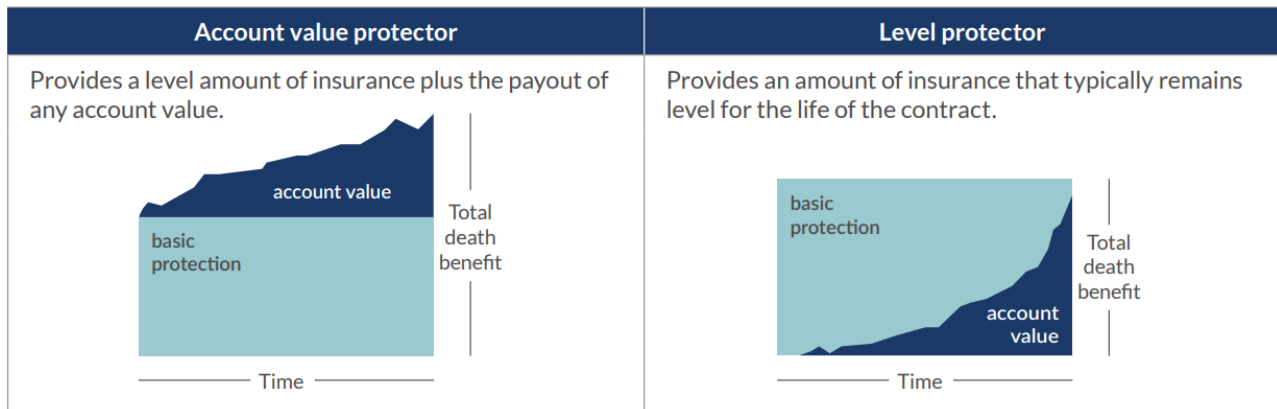 Account value protector
Provides a level amount of insurance plus the payout of
any account value.
account value
basic
protection
Total
death
benefit
Time
Level protector
Provides an amount of insurance that typically remains
level for the life of the contract.
basic
protection
account
value
Total
death
benefit
Time